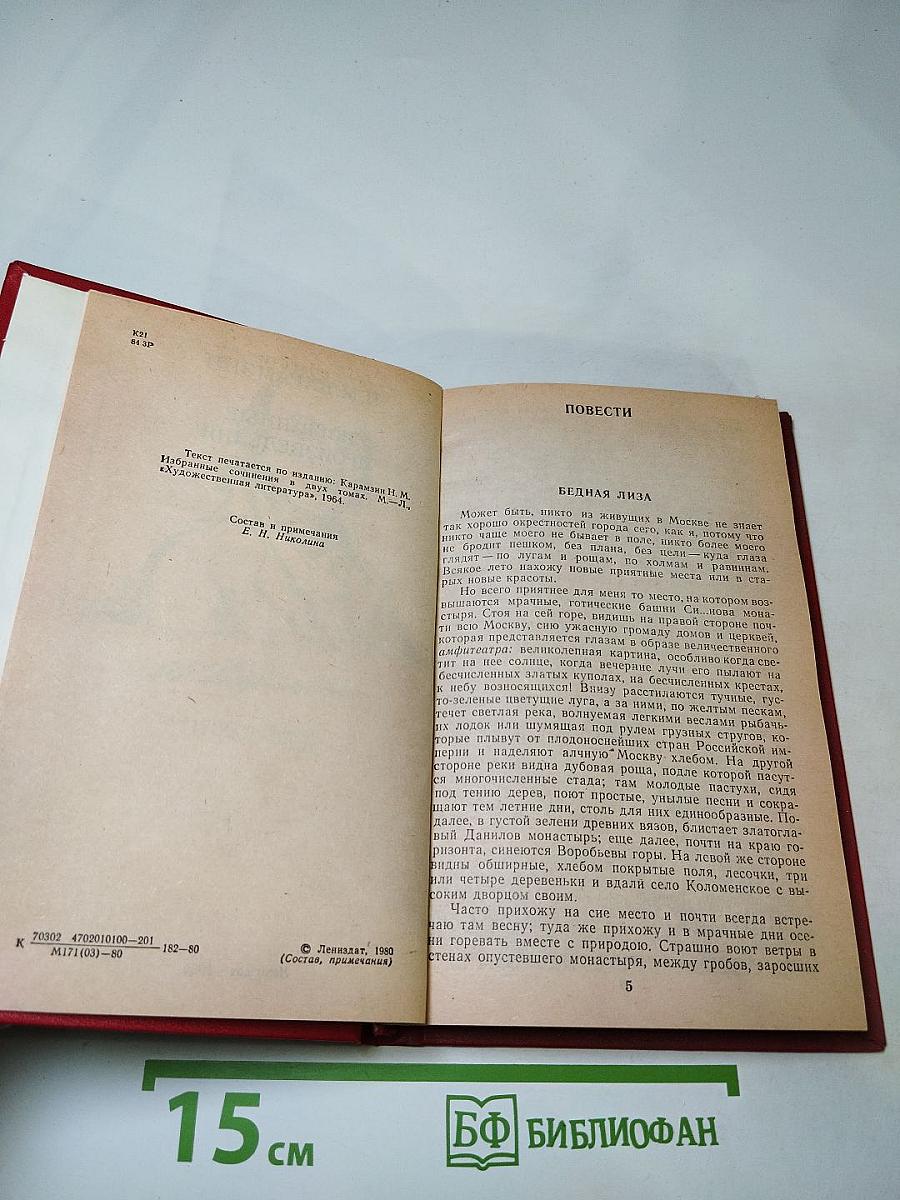 К21
84 3Р
Текст печатается по изданию: Карамзин Н. М.
Избранные сочинения в двух томах. М.—Л.,
«Художественная литература», 1964.
Состав и примечания
Е. Н. Николина
К 70302 4702010100—201
М171(03)—80
182—80
© Лениздат, 1980
(Состав, примечания)
ПОВЕСТИ
БЕДНАЯ ЛИЗА
Может быть, никто из живущих в Москве не знает
так хорошо окрестностей города сего, как я, потому что
никто чаще моего не бывает в поле, никто более моего
не бродит пешком, без плана, без цели — куда глаза
глядят — по лугам и рощам, по холмам и равнинам.
Всякое лето нахожу новые приятные места или в ста-
рых новые красоты.
Но всего приятнее для меня то место, на котором воз-
вышаются мрачные, готические башни Си...нова мона-
стыря. Стоя на сей горе, видишь на правой стороне поч-
ти всю Москву, сию ужасную громаду домов и церквей,
которая представляется глазам в образе величественного
амфитеатра: великолепная картина, особливо когда све-
тит на нее солнце, когда вечерние лучи его пылают на
бесчисленных златых куполах, на бесчисленных крестах,
к небу возносящихся! Внизу расстилаются тучные, гус-
то-зеленые цветущие луга, а за ними, по желтым пескам,
течет светлая река, волнуемая легкими веслами рыбачь-
их лодок или шумящая под рулем грузных стругов, ко-
торые плывут от плодоноснейших стран Российской им-
перии и наделяют алчную Москву хлебом. На другой
стороне реки видна дубовая роща, подле которой пасут-
ся многочисленные стада; там молодые пастухи, сидя
под тению дерев, поют простые, унылые песни и сокра-
щают тем летние дни, столь для них единообразные. По-
далее, в густой зелени древних вязов, блистает златогла-
вый Данилов монастырь; еще далее, почти на краю го-
ризонта, синеются Воробьевы горы. На левой же стороне
видны обширные, хлебом покрытые поля, лесочки, три
или четыре деревеньки и вдали село Коломенское с вы-
соким дворцом своим.
Часто прихожу на сие место и почти всегда встре-
чаю там весну; туда же прихожу и в мрачные дни осе-
ни горевать вместе с природою. Страшно воют ветры в
стенах опустевшего монастыря, между гробов, заросших
5
15 см
БФ БИБЛИОФАН